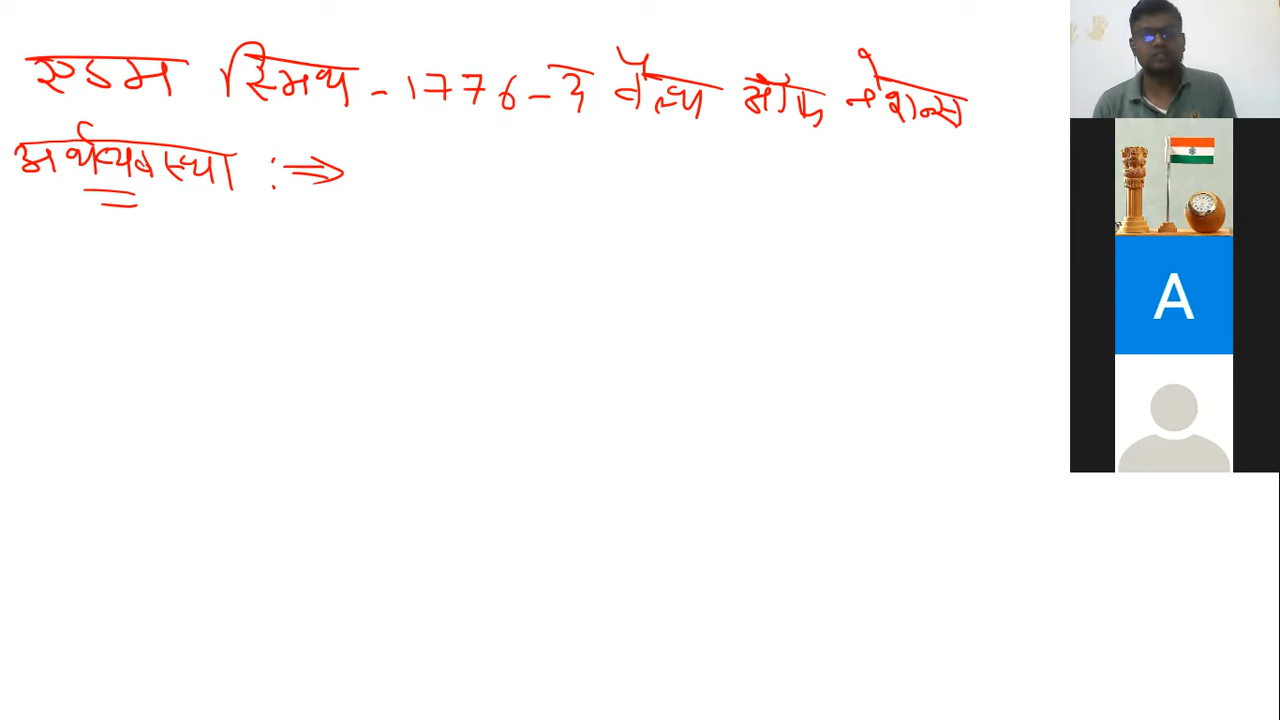 एडम स्मिथ - 1776 - द वैल्थ ऑफ नेशन्स
अर्थव्यवस्था : ⇒
A